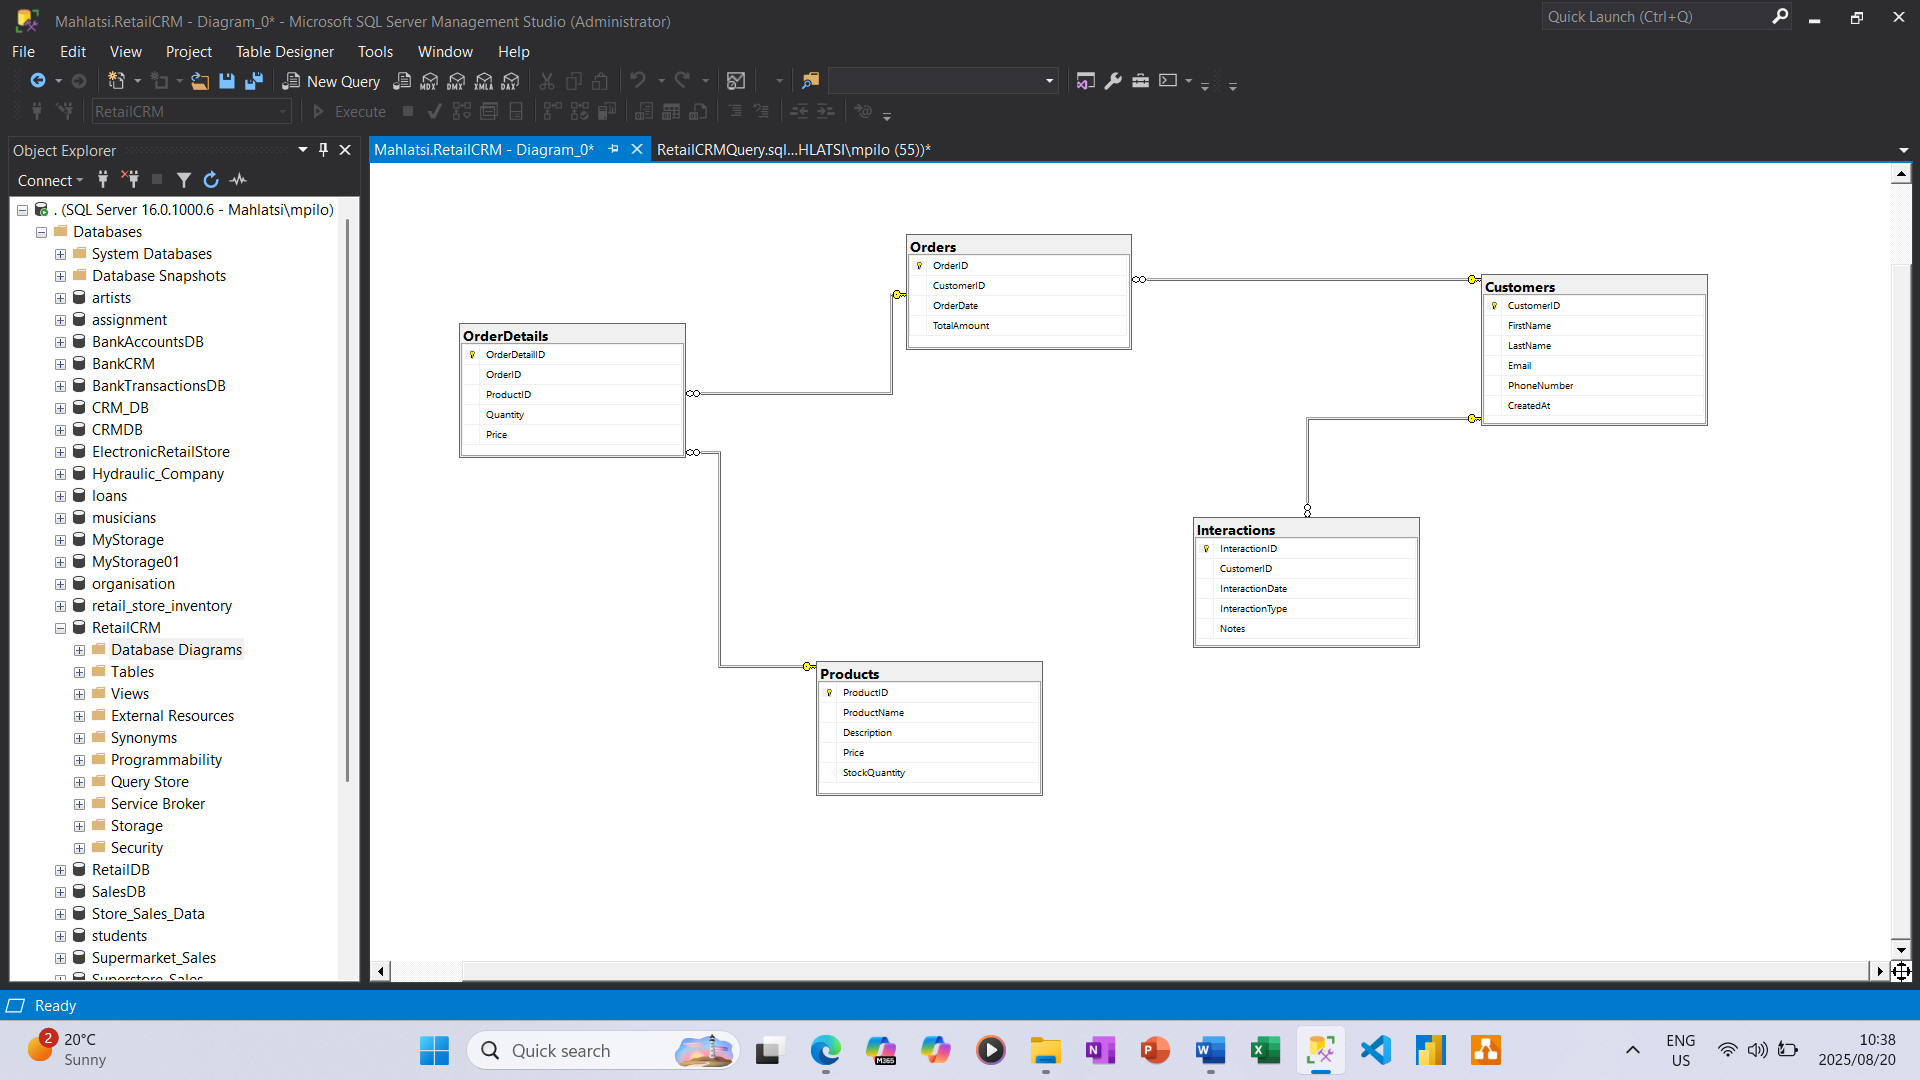 Mahlatsi.RetailCRM - Diagram_0* - Microsoft SQL Server Management Studio (Administrator)
Quick Launch (Ctrl+Q)
File Edit View Project Table Designer Tools Window Help
New Query MDX DMX XMLA DAX
RetailCRM Execute
Object Explorer
Connect
. (SQL Server 16.0.1000.6 - Mahlatsi\mpilo)
Databases
System Databases
Database Snapshots
artists
assignment
BankAccountsDB
BankCRM
BankTransactionsDB
CRM_DB
CRMDB
ElectronicRetailStore
Hydraulic_Company
loans
musicians
MyStorage
MyStorage01
organisation
retail_store_inventory
RetailCRM
Database Diagrams
Tables
Views
External Resources
Synonyms
Programmability
Query Store
Service Broker
Storage
Security
RetailDB
SalesDB
Store_Sales_Data
students
Supermarket_Sales
Superstore_Sales
Mahlatsi.RetailCRM - Diagram_0*
RetailCRMQuery.sql...HLATSI\mpilo (55))*
OrderDetails
OrderDetailID
OrderID
ProductID
Quantity
Price
Orders
OrderID
CustomerID
OrderDate
TotalAmount
Customers
CustomerID
FirstName
LastName
Email
PhoneNumber
CreatedAt
Interactions
InteractionID
CustomerID
InteractionDate
InteractionType
Notes
Products
ProductID
ProductName
Description
Price
StockQuantity
Ready
2
20°C
Sunny
Quick search
M365
ENG
US
10:38
2025/08/20